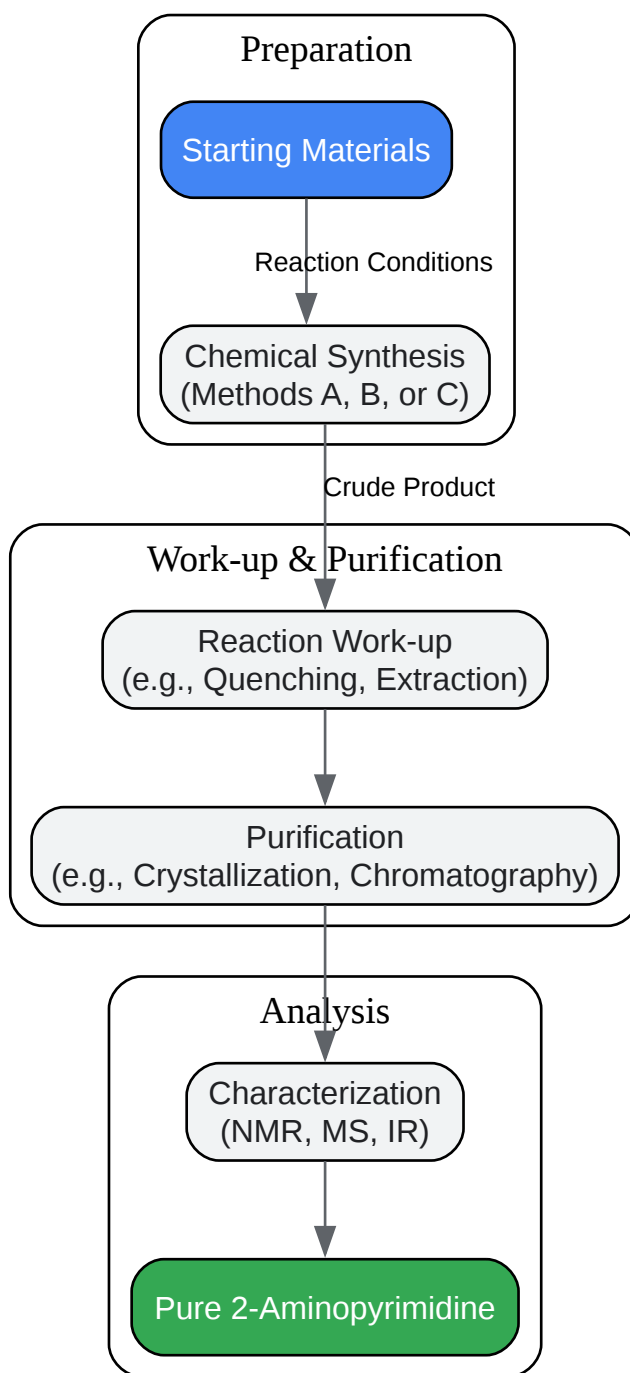 Preparation
Starting Materials
Reaction Conditions
Chemical Synthesis
(Methods A, B, or C)
Crude Product
Work-up & Purification
Reaction Work-up
(e.g., Quenching, Extraction)
Purification
(e.g., Crystallization, Chromatography)
Analysis
Characterization
(NMR, MS, IR)
Pure 2-Aminopyrimidine